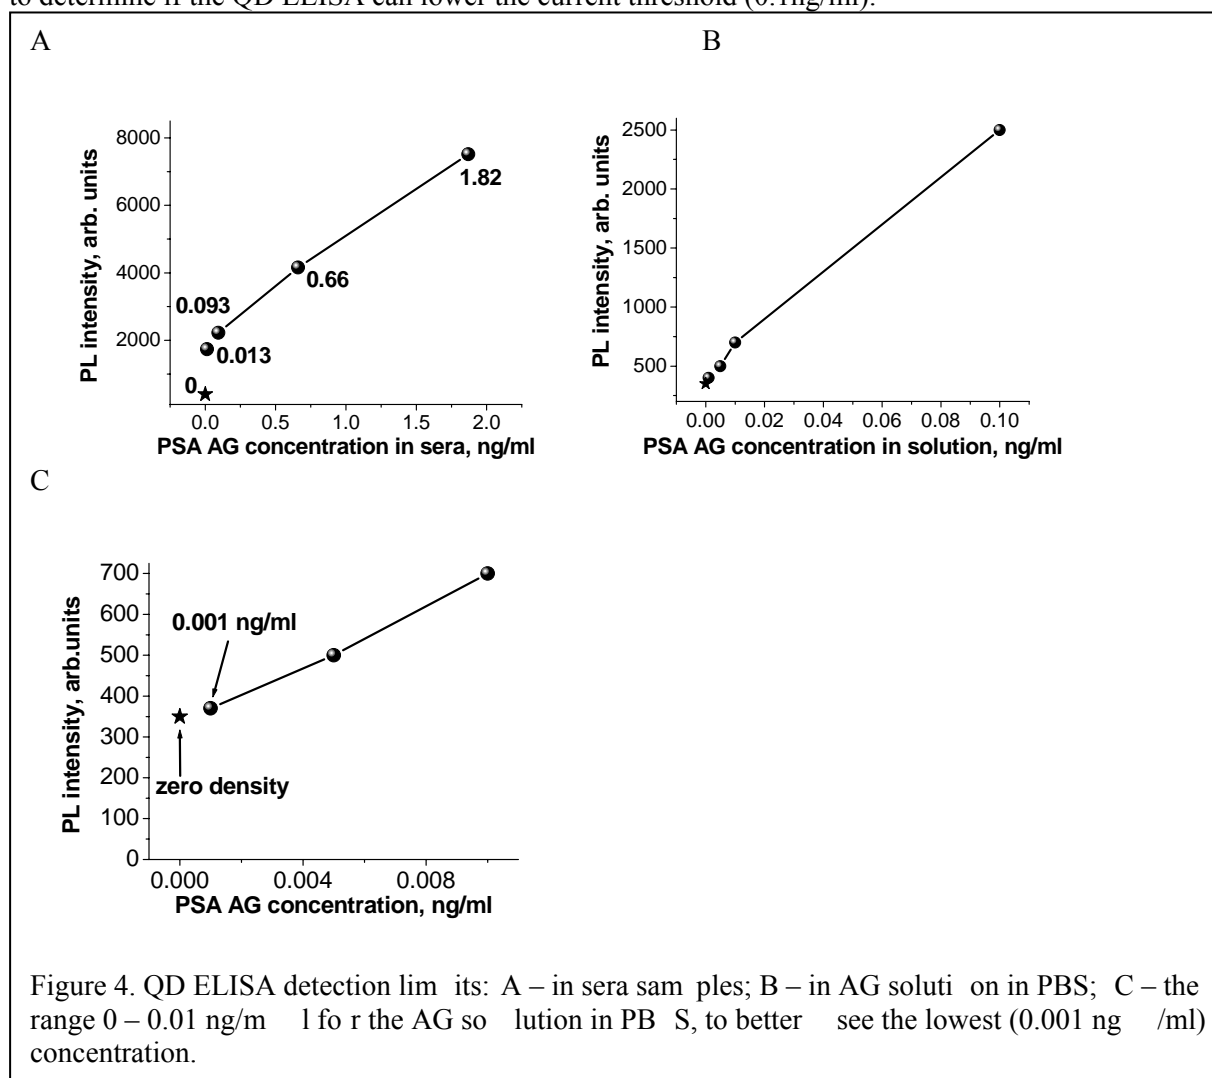 to determine if the QD ELISA can lower the current threshold (0.1ng/ml).
A
B
8000
6000
4000
2000
PL intensity, arb. units
1.82
0.66
0.093
0.013
0
0.0
0.5
1.0
1.5
2.0
PSA AG concentration in sera, ng/ml
2500
2000
1500
1000
500
PL intensity, arb. units
0.00
0.02
0.04
0.06
0.08
0.10
PSA AG concentration in solution, ng/ml
C
700
600
500
400
300
200
100
0
PL intensity, arb.units
0.001 ng/ml
zero density
0.000
0.004
0.008
PSA AG concentration, ng/ml
Figure 4. QD ELISA detection lim its: A – in sera sam ples; B – in AG soluti on in PBS; C – the
range 0 – 0.01 ng/m l fo r the AG so lution in PB S, to better see the lowest (0.001 ng /ml)
concentration.